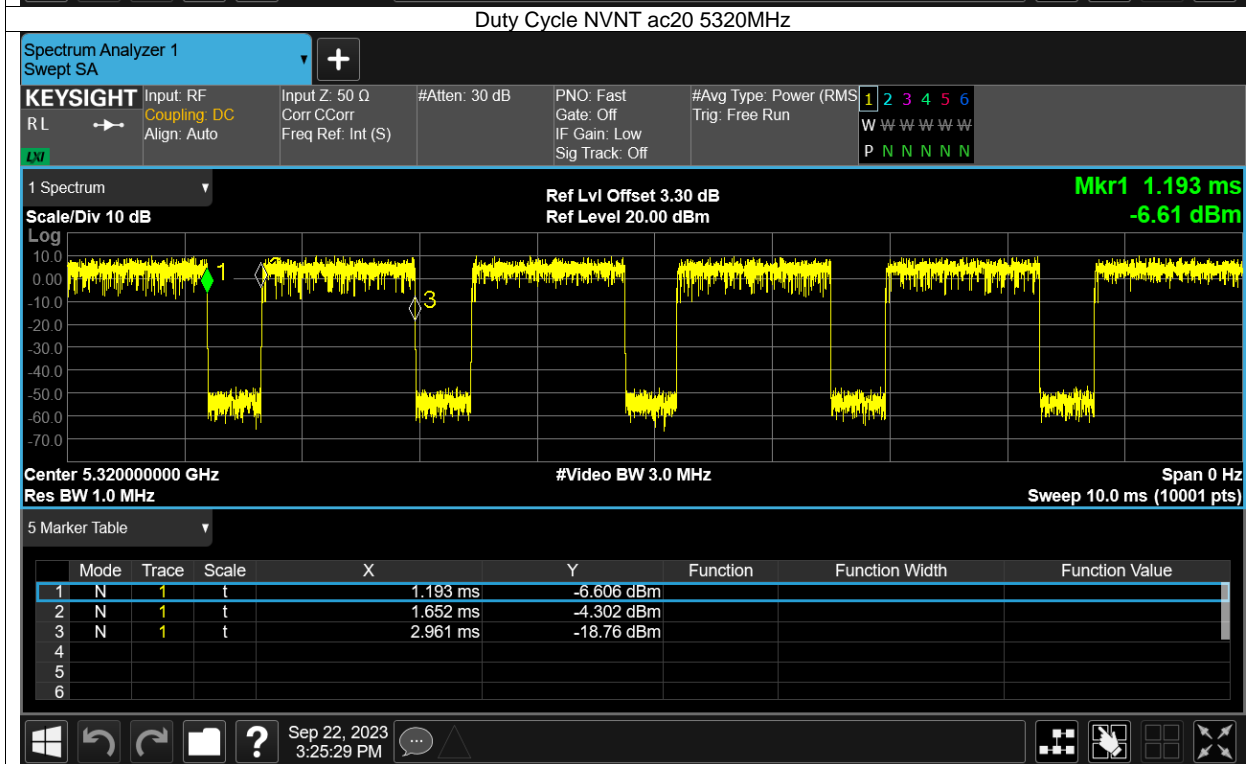 Duty Cycle NVNT ac20 5320MHz
Spectrum Analyzer 1
Swept SA
KEYSIGHT
RL
LXI
Input: RF
Coupling: DC
Align: Auto
Input Z: 50 Ω
Corr CCorr
Freq Ref: Int (S)
#Atten: 30 dB
PNO: Fast
Gate: Off
IF Gain: Low
Sig Track: Off
#Avg Type: Power (RMS
Trig: Free Run
1 2 3 4 5 6
W W W W W W
P N N N N N
1 Spectrum
Scale/Div 10 dB
Ref Lvl Offset 3.30 dB
Ref Level 20.00 dBm
Mkr1 1.193 ms
-6.61 dBm
Log
10.0
0.00
-10.0
-20.0
-30.0
-40.0
-50.0
-60.0
-70.0
1
3
Center 5.320000000 GHz
Res BW 1.0 MHz
#Video BW 3.0 MHz
Span 0 Hz
Sweep 10.0 ms (10001 pts)
5 Marker Table
Mode Trace Scale X Y Function Function Width Function Value
1 N 1 t 1.193 ms -6.606 dBm
2 N 1 t 1.652 ms -4.302 dBm
3 N 1 t 2.961 ms -18.76 dBm
4
5
6
?
Sep 22, 2023
3:25:29 PM